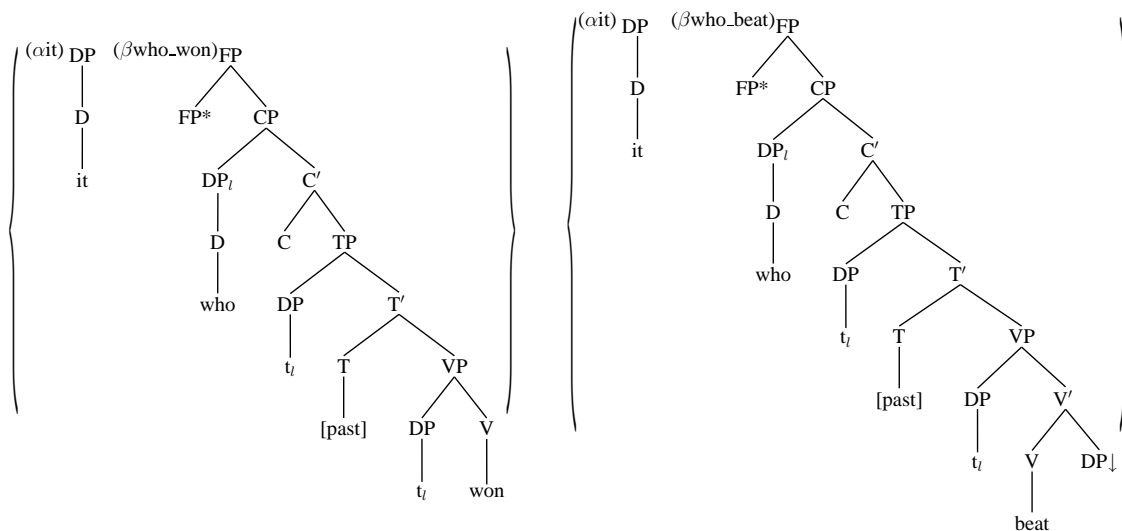 (αit) DP (βwho_won) FP
D FP* CP
it DP_l C′
D C TP
who DP T′
t_l T VP
[past] DP V
t_l won
(αit) DP (βwho_beat) FP
D FP* CP
it DP_l C′
D C TP
who DP T′
t_l T VP
[past] DP V′
t_l V DP↓
beat